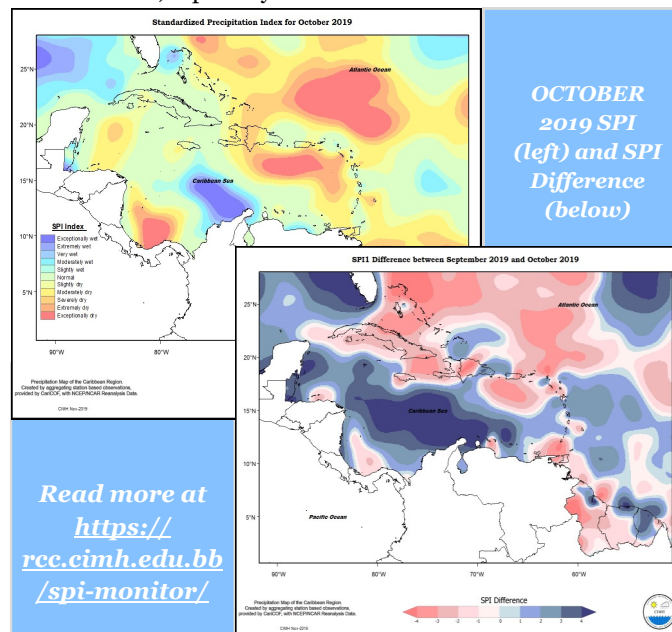 Standardized Precipitation Index for October 2019
25°N
20°N
15°N
10°N
5°N
90°W
80°W
Atlantic Ocean
Caribbean Sea
SPI Index
Exceptionally wet
Extremely wet
Very wet
Moderately wet
Slightly wet
Normal
Slightly dry
Moderately dry
Severely dry
Extremely dry
Exceptionally dry
Precipitation Map of the Caribbean Region.
Created by aggregating station based observations,
provided by CariCOF, with NCEP/NCAR Reanalysis Data.
CIMH Nov-2019
OCTOBER
2019 SPI
(left) and SPI
Difference
(below)
SPI1 Difference between September 2019 and October 2019
25°N
20°N
15°N
10°N
5°N
90°W
80°W
70°W
60°W
Atlantic Ocean
Caribbean Sea
Pacific Ocean
Precipitation Map of the Caribbean Region.
Created by aggregating station based observations,
provided by CariCOF, with NCEP/NCAR Reanalysis Data.
CIMH Nov-2019
SPI Difference
-4 -3 -2 -1 0 1 2 3 4
CIMH
Read more at
https://
rcc.cimh.edu.bb
/spi-monitor/